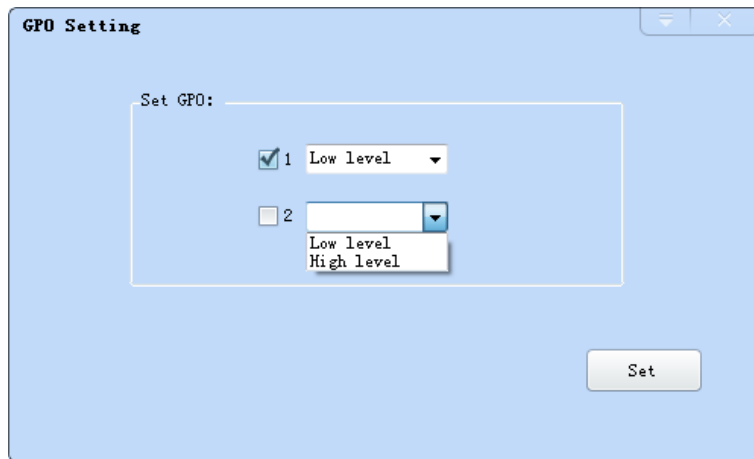 GPO Setting
Set GPO:
1 Low level
2
Low level
High level
Set